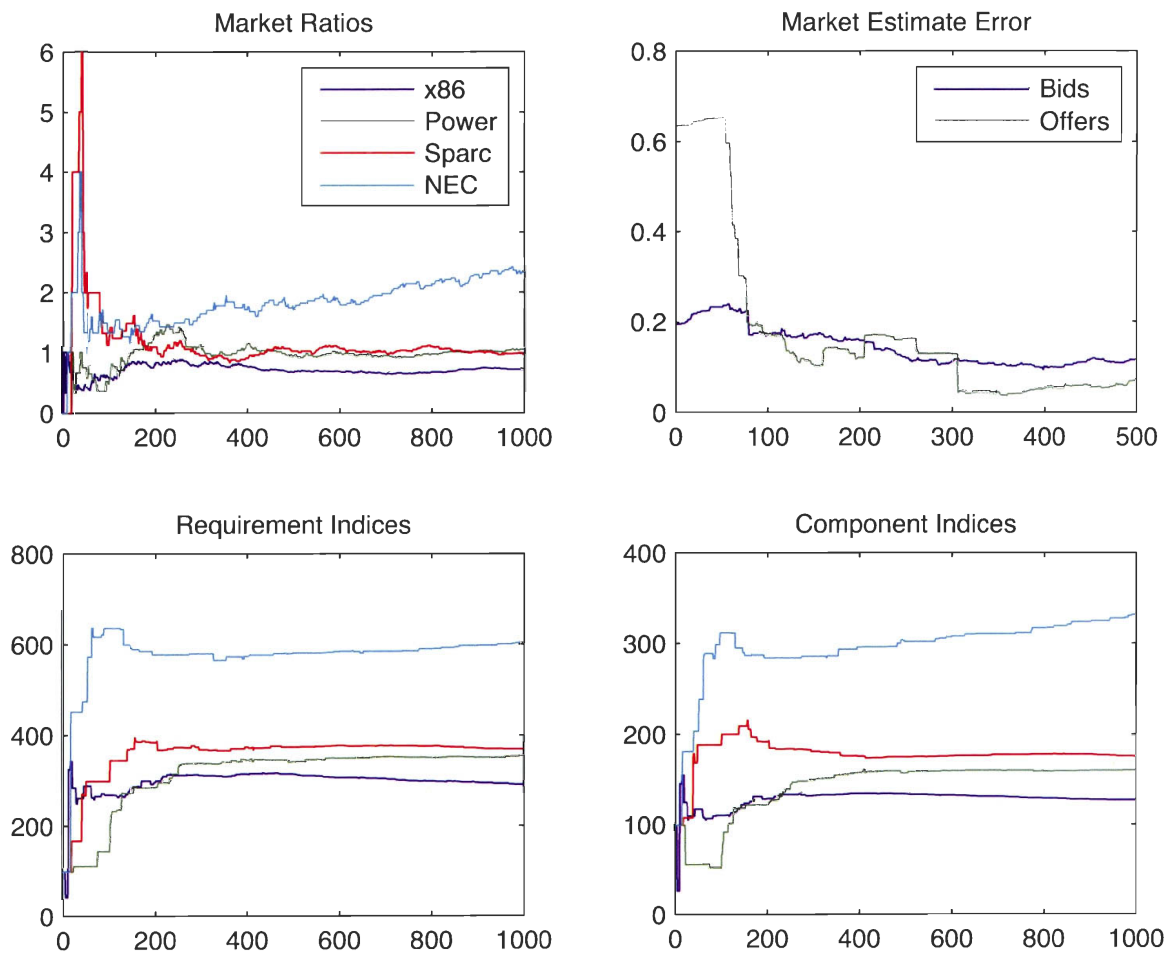 Market Ratios
6
5
4
3
2
1
0
x86
Power
Sparc
NEC
0 200 400 600 800 1000
Market Estimate Error
0.8
0.6
0.4
0.2
0
Bids
Offers
0 100 200 300 400 500
Requirement Indices
800
600
400
200
0
0 200 400 600 800 1000
Component Indices
400
300
200
100
0
0 200 400 600 800 1000